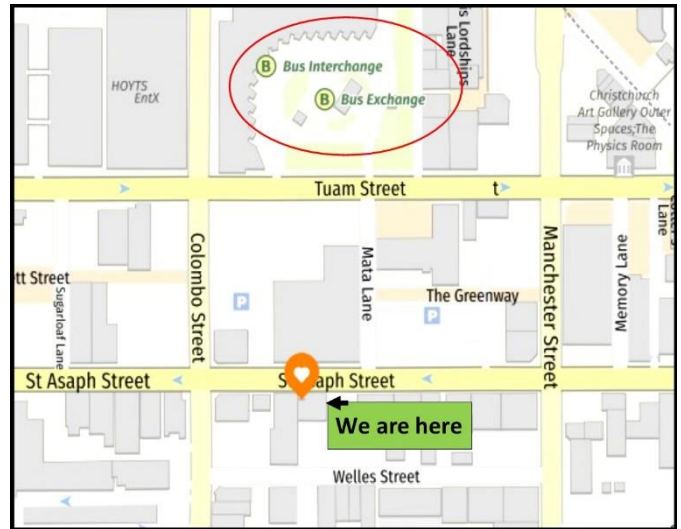 is Lordships
Lane
B Bus Interchange
B Bus Exchange
HOYTS
EntX
Christchurch
Art Gallery Outer
Spaces;The
Physics Room
Tuam Street
t
Colombo Street
Mata Lane
Manchester Street
Memory Lane
Lane
tt Street
Sugarloaf Lane
P
The Greenway
P
St Asaph Street
S aph Street
We are here
Welles Street